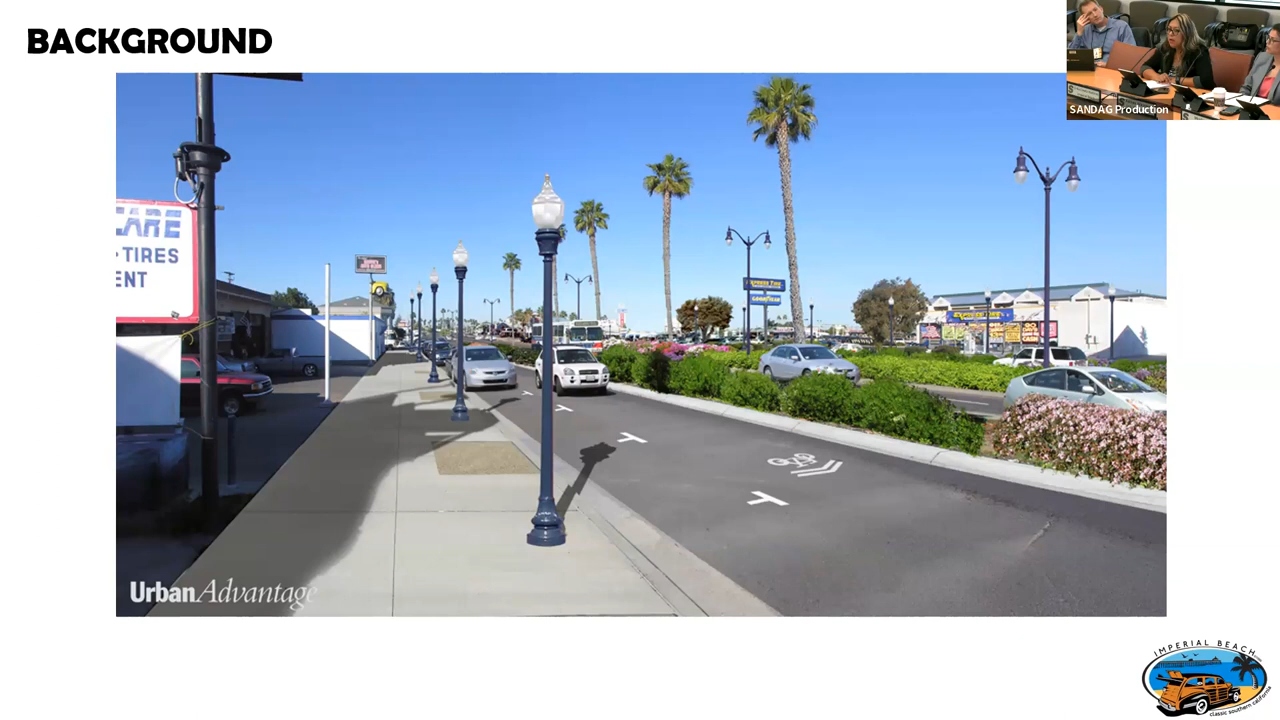 BACKGROUND
SANDAG Production
CARE
• TIRES
ENT
GOODYEAR
UrbanAdvantage
IMPERIAL BEACH
classic southern california